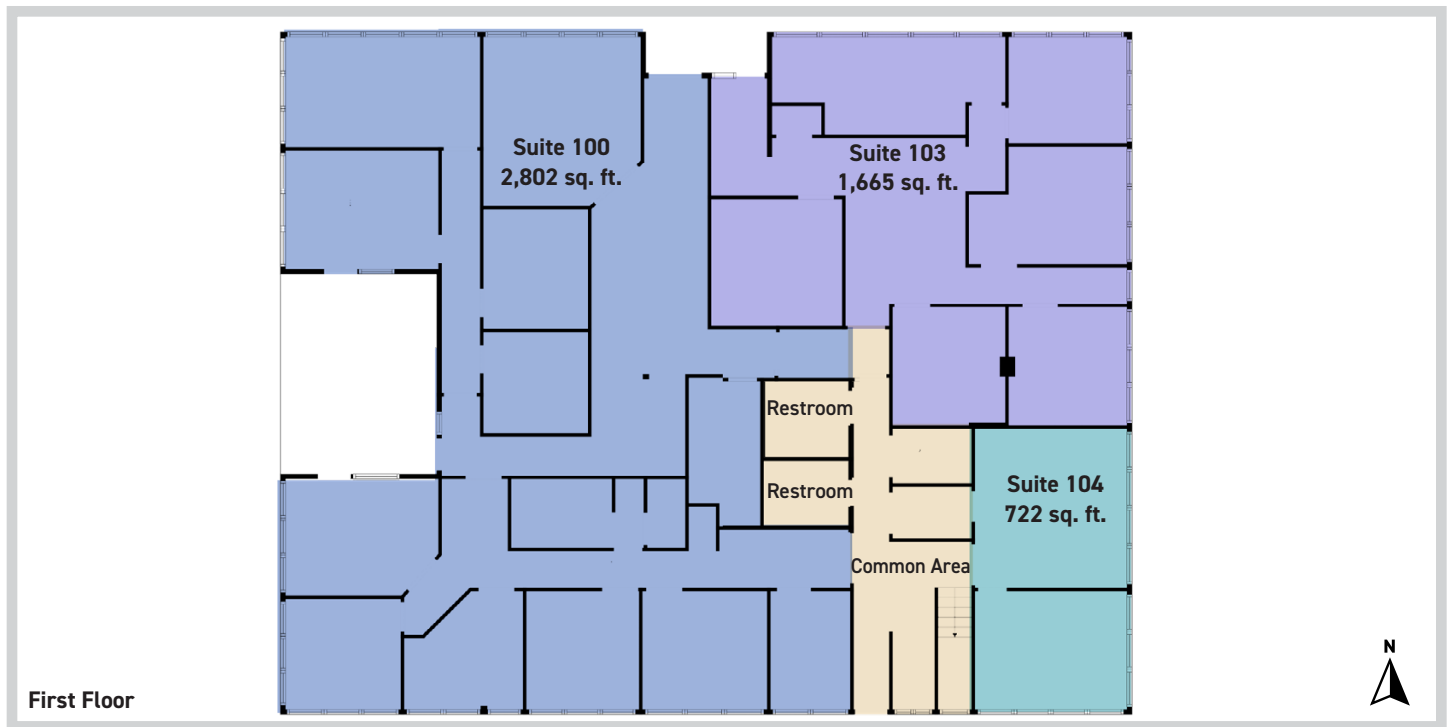 Suite 100
2,802 sq. ft.
Suite 103
1,665 sq. ft.
Restroom
Restroom
Suite 104
722 sq. ft.
Common Area
N
First Floor